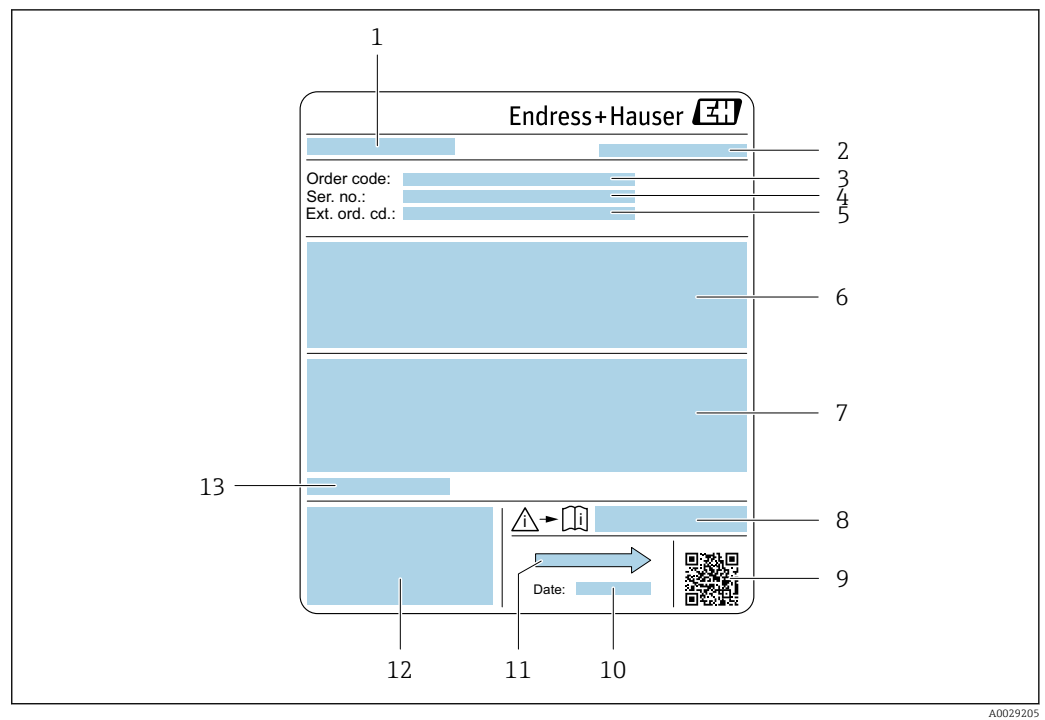 1
Endress+Hauser EH
2
Order code: 3
Ser. no.: 4
Ext. ord. cd.: 5
6
7
13
i i 8
Date:
9
12 11 10
A0029205